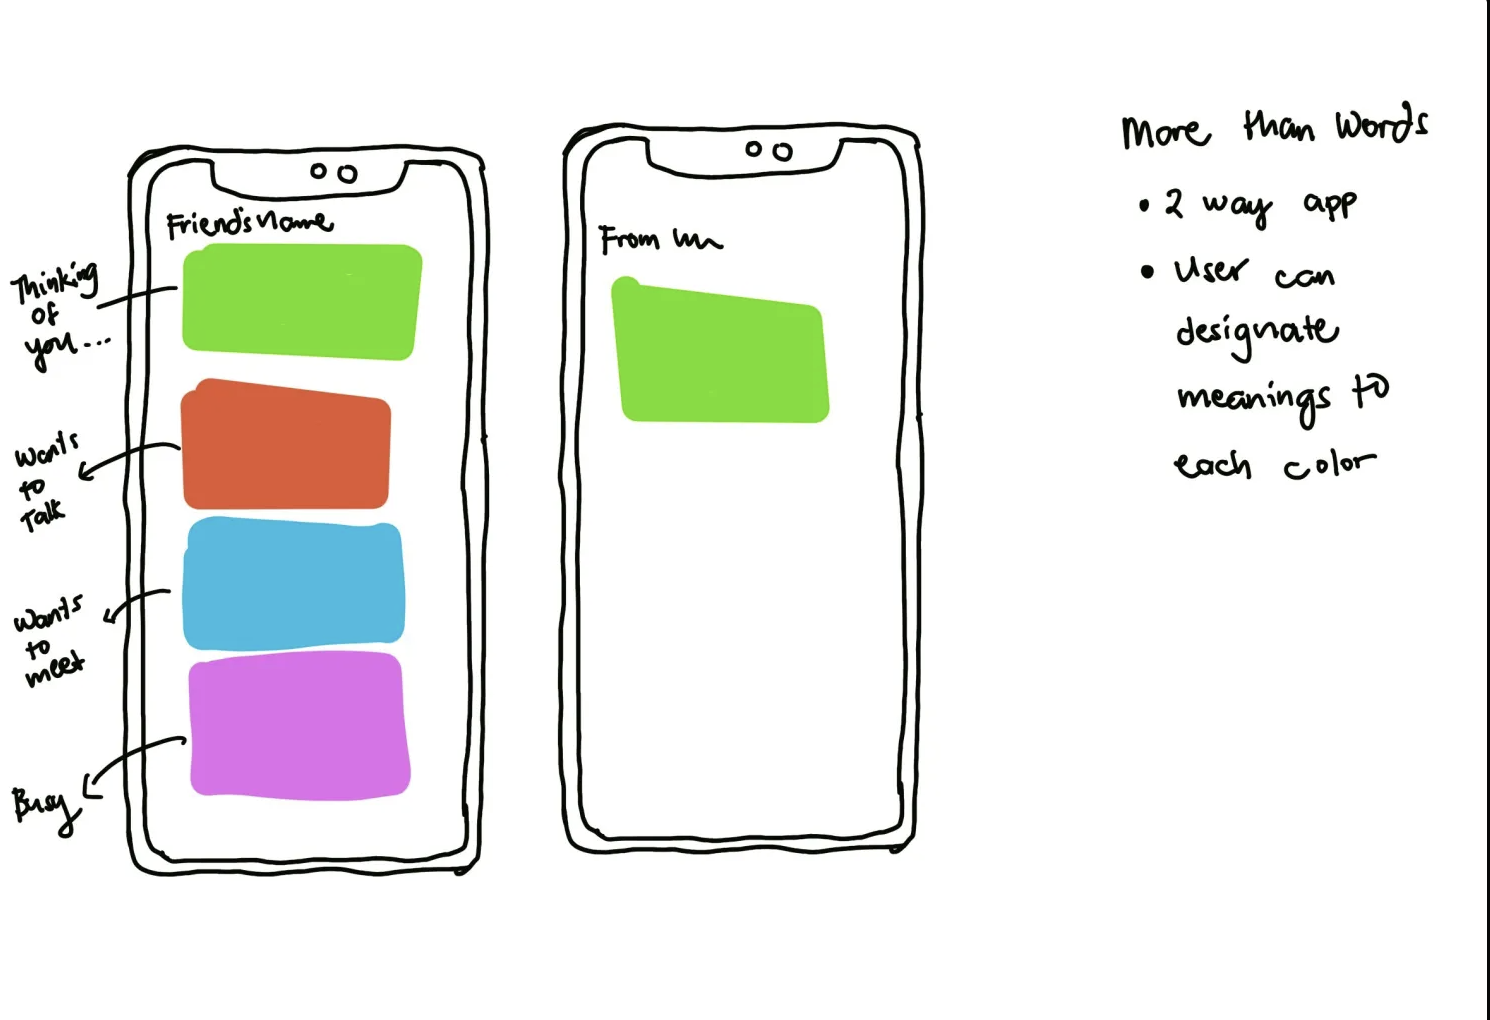 Friend's Name
Thinking
of
you...
Wants
to
Talk
Wants
to
meet
Busy
From
More than Words
• 2 way app
• User can
designate
meanings to
each color